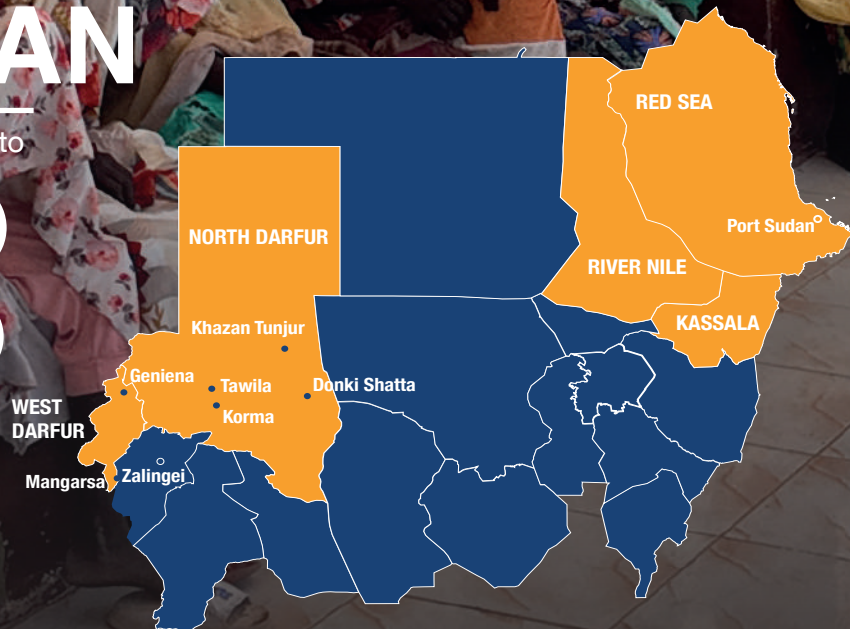 AN
to
RED SEA
Port Sudan
NORTH DARFUR
RIVER NILE
KASSALA
Khazan Tunjur
Geniena
Tawila
Donki Shatta
Korma
WEST
DARFUR
Zalingei
Mangarsa